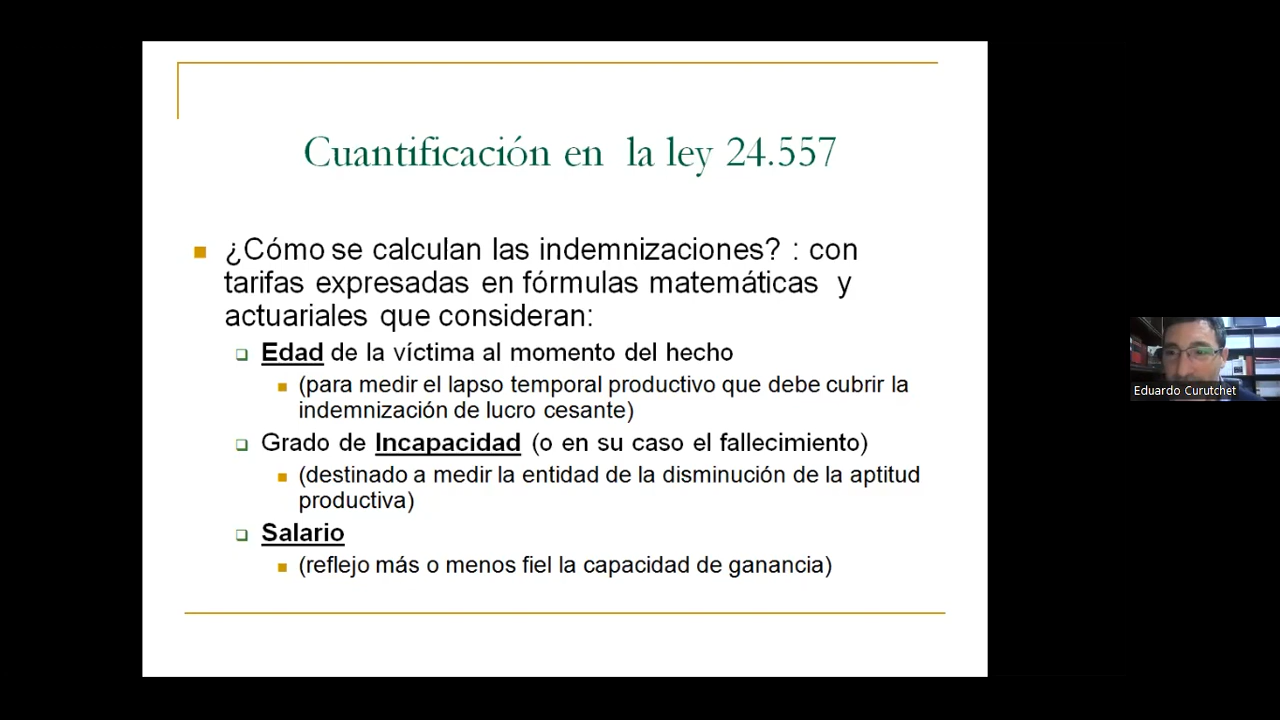 Cuantificación en la ley 24.557
¿Cómo se calculan las indemnizaciones? : con
tarifas expresadas en fórmulas matemáticas y
actuariales que consideran:
Edad de la víctima al momento del hecho
(para medir el lapso temporal productivo que debe cubrir la
indemnización de lucro cesante)
Grado de Incapacidad (o en su caso el fallecimiento)
(destinado a medir la entidad de la disminución de la aptitud
productiva)
Salario
(reflejo más o menos fiel la capacidad de ganancia)
Eduardo Curutchet